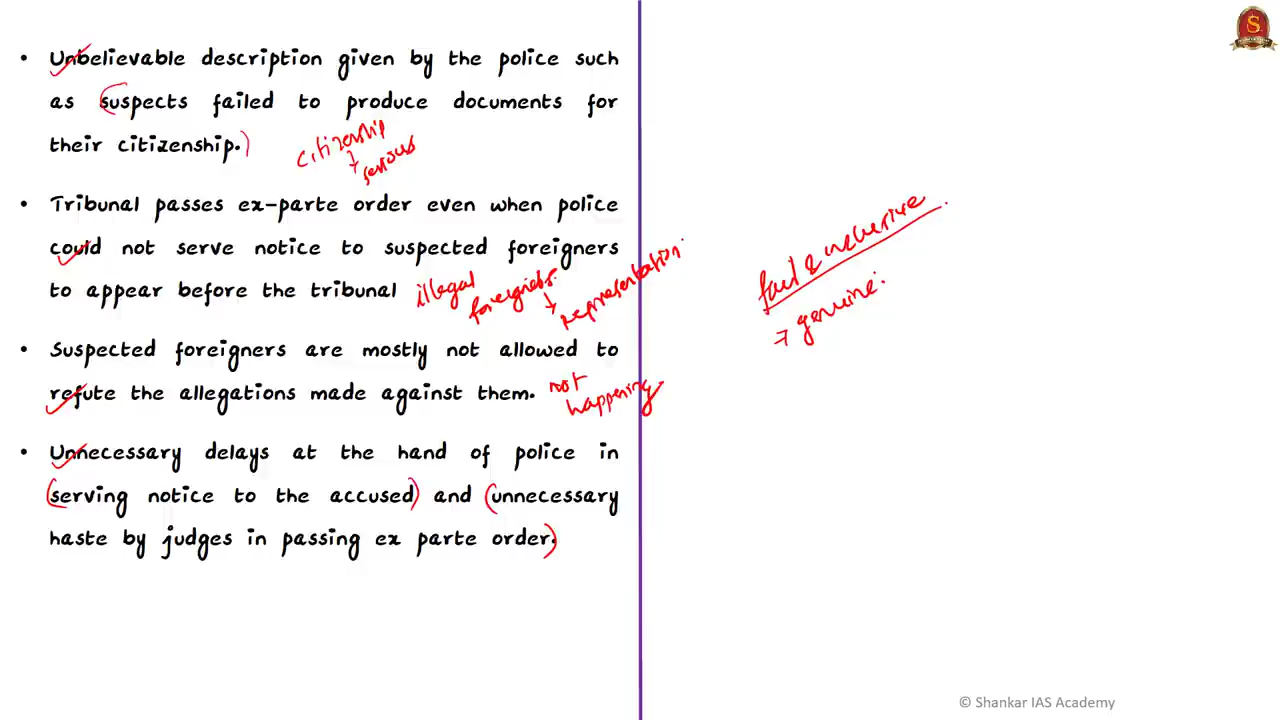 • Unbelievable description given by the police such
as suspects failed to produce documents for
their citizenship.)
citizenship
↓
serious
• Tribunal passes ex-parte order even when police
could not serve notice to suspected foreigners
to appear before the tribunal
illegal
foreigners.
↓
representation.
• Suspected foreigners are mostly not allowed to
refute the allegations made against them.
not
happening
• Unnecessary delays at the hand of police in
(serving notice to the accused) and (unnecessary
haste by judges in passing ex parte order.)
→ genuine.
S
© Shankar IAS Academy